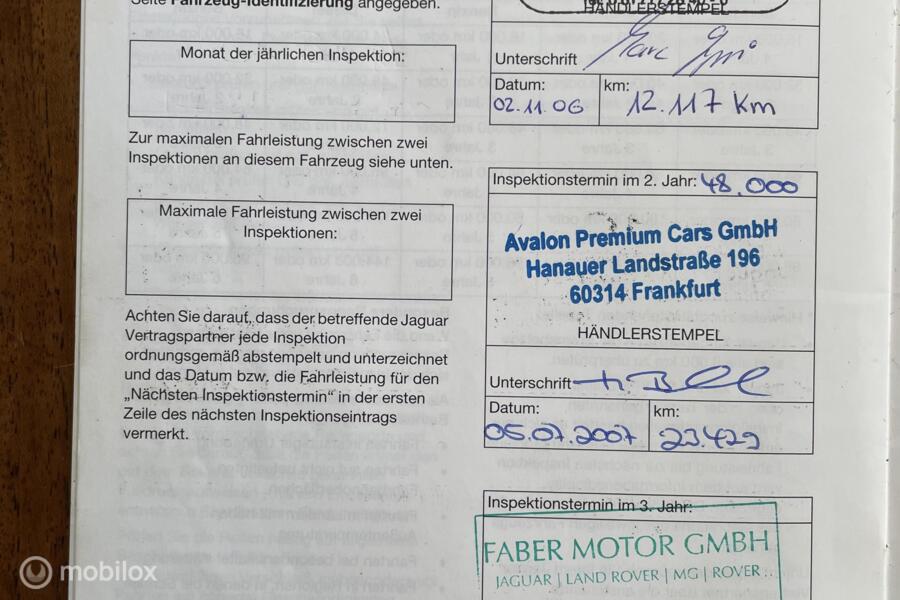 Seite Fahrzeug-Identifizierung angegeben.
Monat der jährlichen Inspektion:
Zur maximalen Fahrleistung zwischen zwei
Inspektionen an diesem Fahrzeug siehe unten.
Maximale Fahrleistung zwischen zwei
Inspektionen:
Achten Sie darauf, dass der betreffende Jaguar
Vertragspartner jede Inspektion
ordnungsgemäß abstempelt und unterzeichnet
und das Datum bzw. die Fahrleistung für den
„Nächsten Inspektionstermin" in der ersten
Zeile des nächsten Inspektionseintrags
vermerkt.
HÄNDLERSTEMPEL
Unterschrift
Datum: km:
02.11.06 12.117 Km
Inspektionstermin im 2. Jahr: 48.000
Avalon Premium Cars GmbH
Hanauer Landstraße 196
60314 Frankfurt
HÄNDLERSTEMPEL
Unterschrift
Datum: km:
05.07.2007 23.429
Inspektionstermin im 3. Jahr:
FABER MOTOR GMBH
JAGUAR | LAND ROVER | MG | ROVER
mobilox